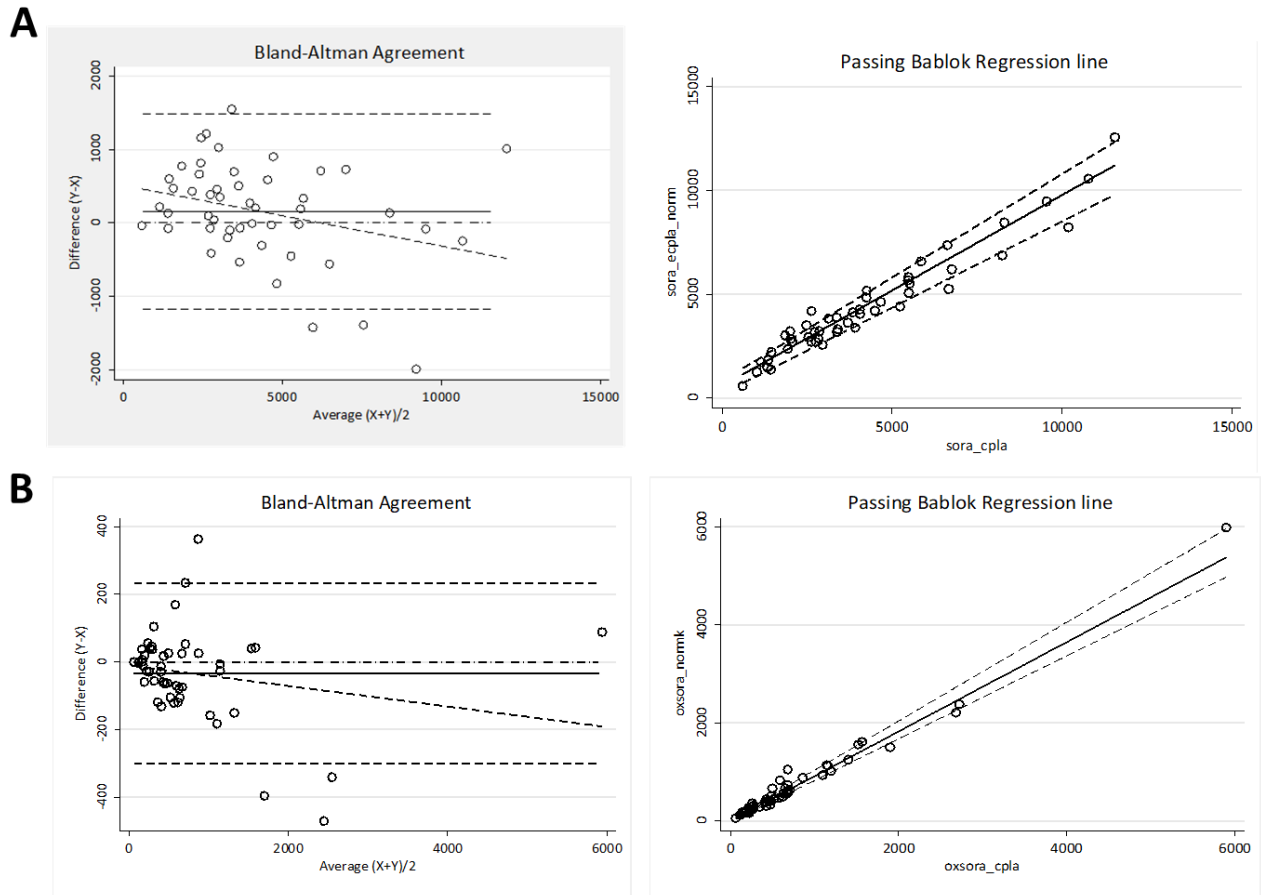 A
Bland-Altman Agreement
Difference (Y-X)
2000
1000
0
-1000
-2000
0 5000 10000 15000
Average (X+Y)/2
Passing Bablok Regression line
sora_ecpla_norm
15000
10000
5000
0
0 5000 10000 15000
sora_cpla
B
Bland-Altman Agreement
Difference (Y-X)
400
200
0
-200
-400
0 2000 4000 6000
Average (X+Y)/2
Passing Bablok Regression line
oxsora_normk
6000
4000
2000
0
0 2000 4000 6000
oxsora_cpla